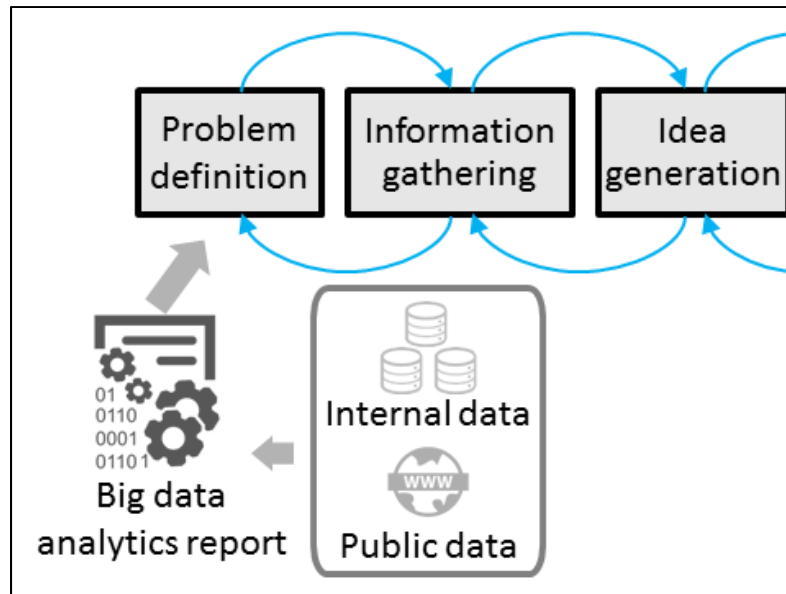 Problem
definition
Information
gathering
Idea
generation
01
0110
0001
01101
Big data
analytics report
Internal data
WWW
Public data